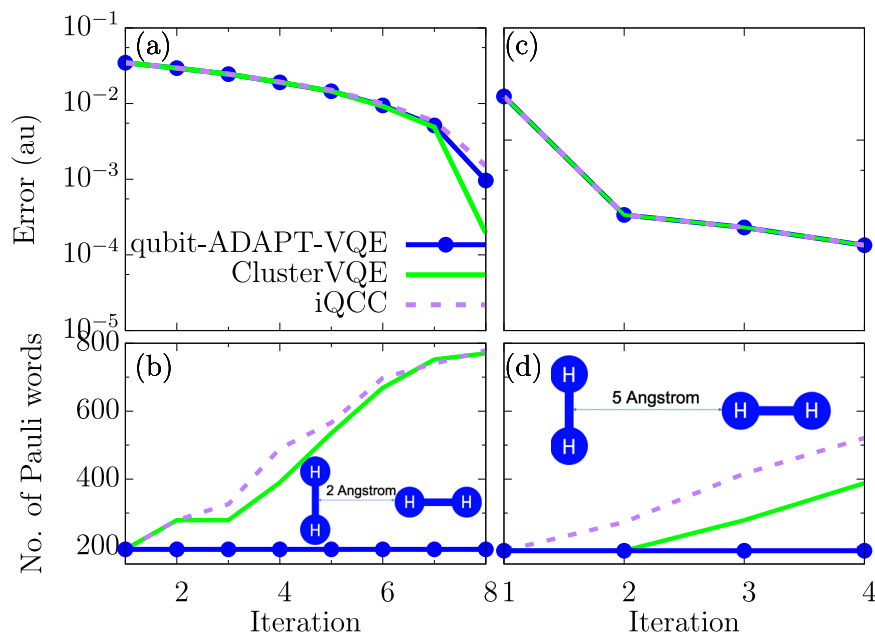 10⁻¹
(a)
(c)
10⁻²
Error (au)
10⁻³
10⁻⁴
qubit-ADAPT-VQE
ClusterVQE
iQCC
10⁻⁵
800
(b)
(d)
No. of Pauli words
600
400
200
H
H
2 Angstrom
H
H
H
H
5 Angstrom
H
H
2
4
6
8
1
2
3
4
Iteration
Iteration